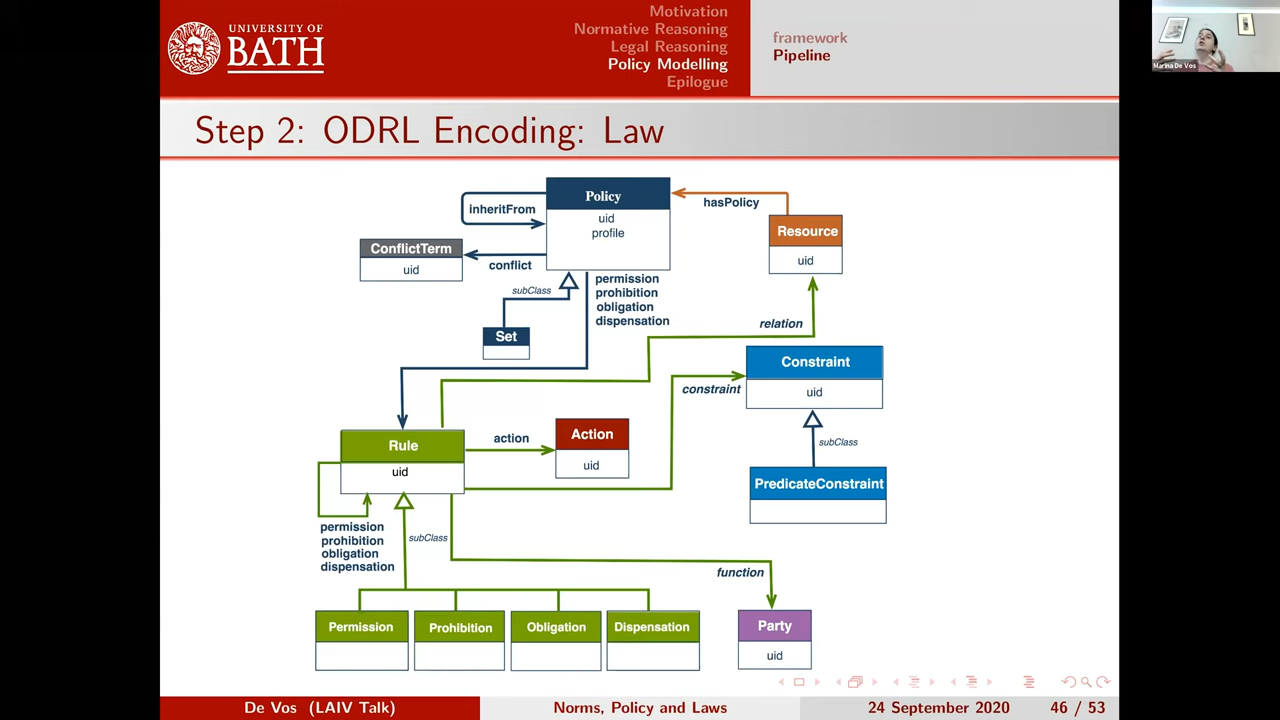 UNIVERSITY OF
BATH
Motivation
Normative Reasoning
Legal Reasoning
Policy Modelling
Epilogue
framework
Pipeline
Marina De Vos
Step 2: ODRL Encoding: Law
Policy
uid
profile
inheritFrom
hasPolicy
Resource
uid
ConflictTerm
uid
conflict
subClass
permission
prohibition
obligation
dispensation
Set
relation
Constraint
uid
constraint
subClass
PredicateConstraint
Rule
uid
action
Action
uid
permission
prohibition
obligation
dispensation
subClass
function
Permission
Prohibition
Obligation
Dispensation
Party
uid
De Vos (LAIV Talk)
Norms, Policy and Laws
24 September 2020
46 / 53